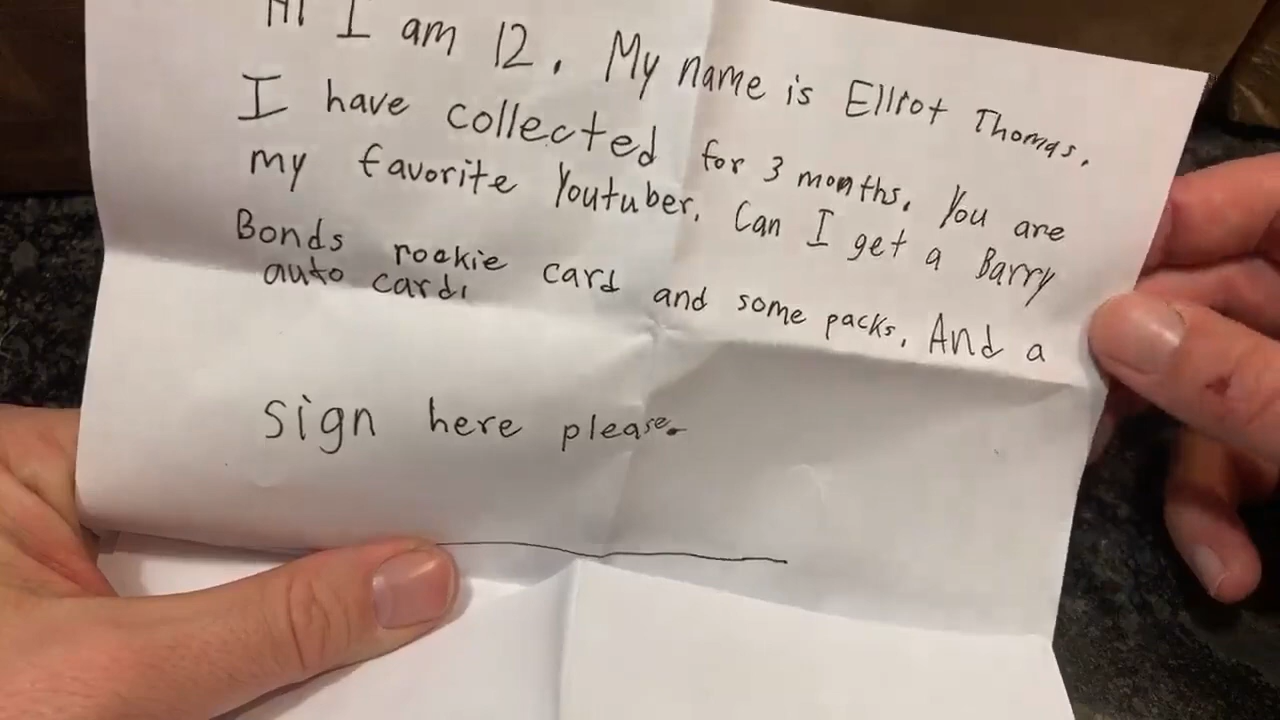 Hi I am 12. My name is Elliot Thomas.
I have collected for 3 months. You are
my favorite Youtuber. Can I get a Barry
Bonds rookie card and some packs. And a
auto card.
sign here please.